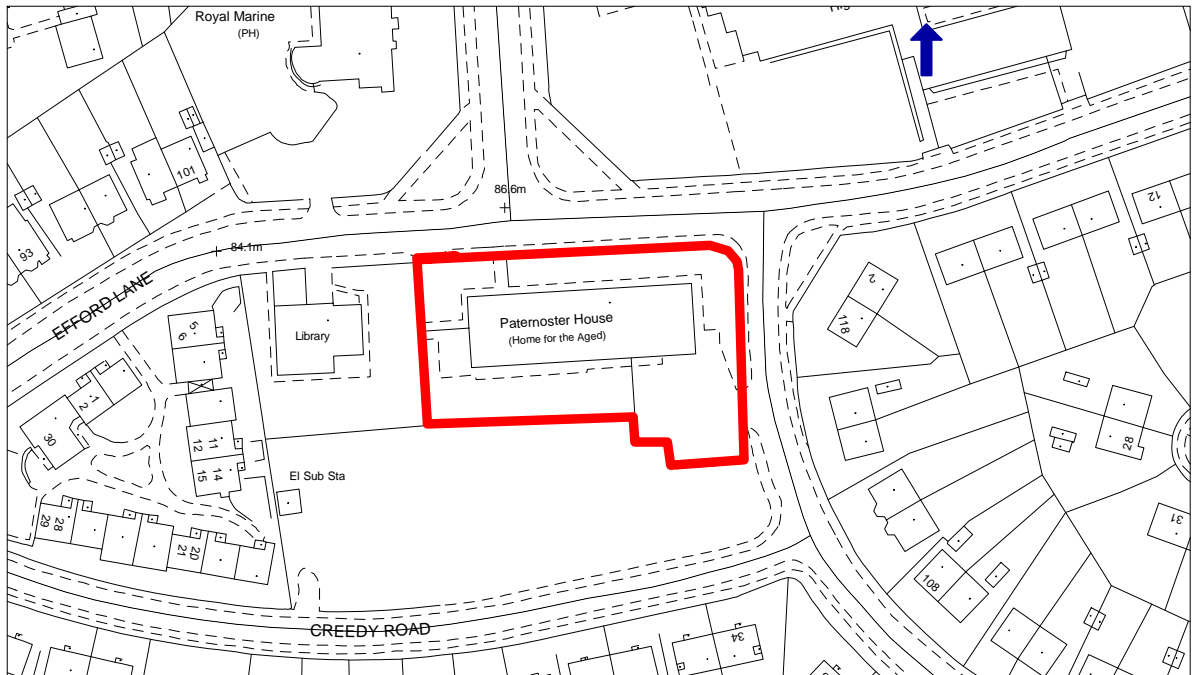 Royal Marine
(PH)
101
93
86.6m
84.1m
EFFORD LANE
12
2
118
5
6
Library
Paternoster House
(Home for the Aged)
1
2
30
11
12
14
15
28
El Sub Sta
29
28
20
21
31
108
CREEDY ROAD
34